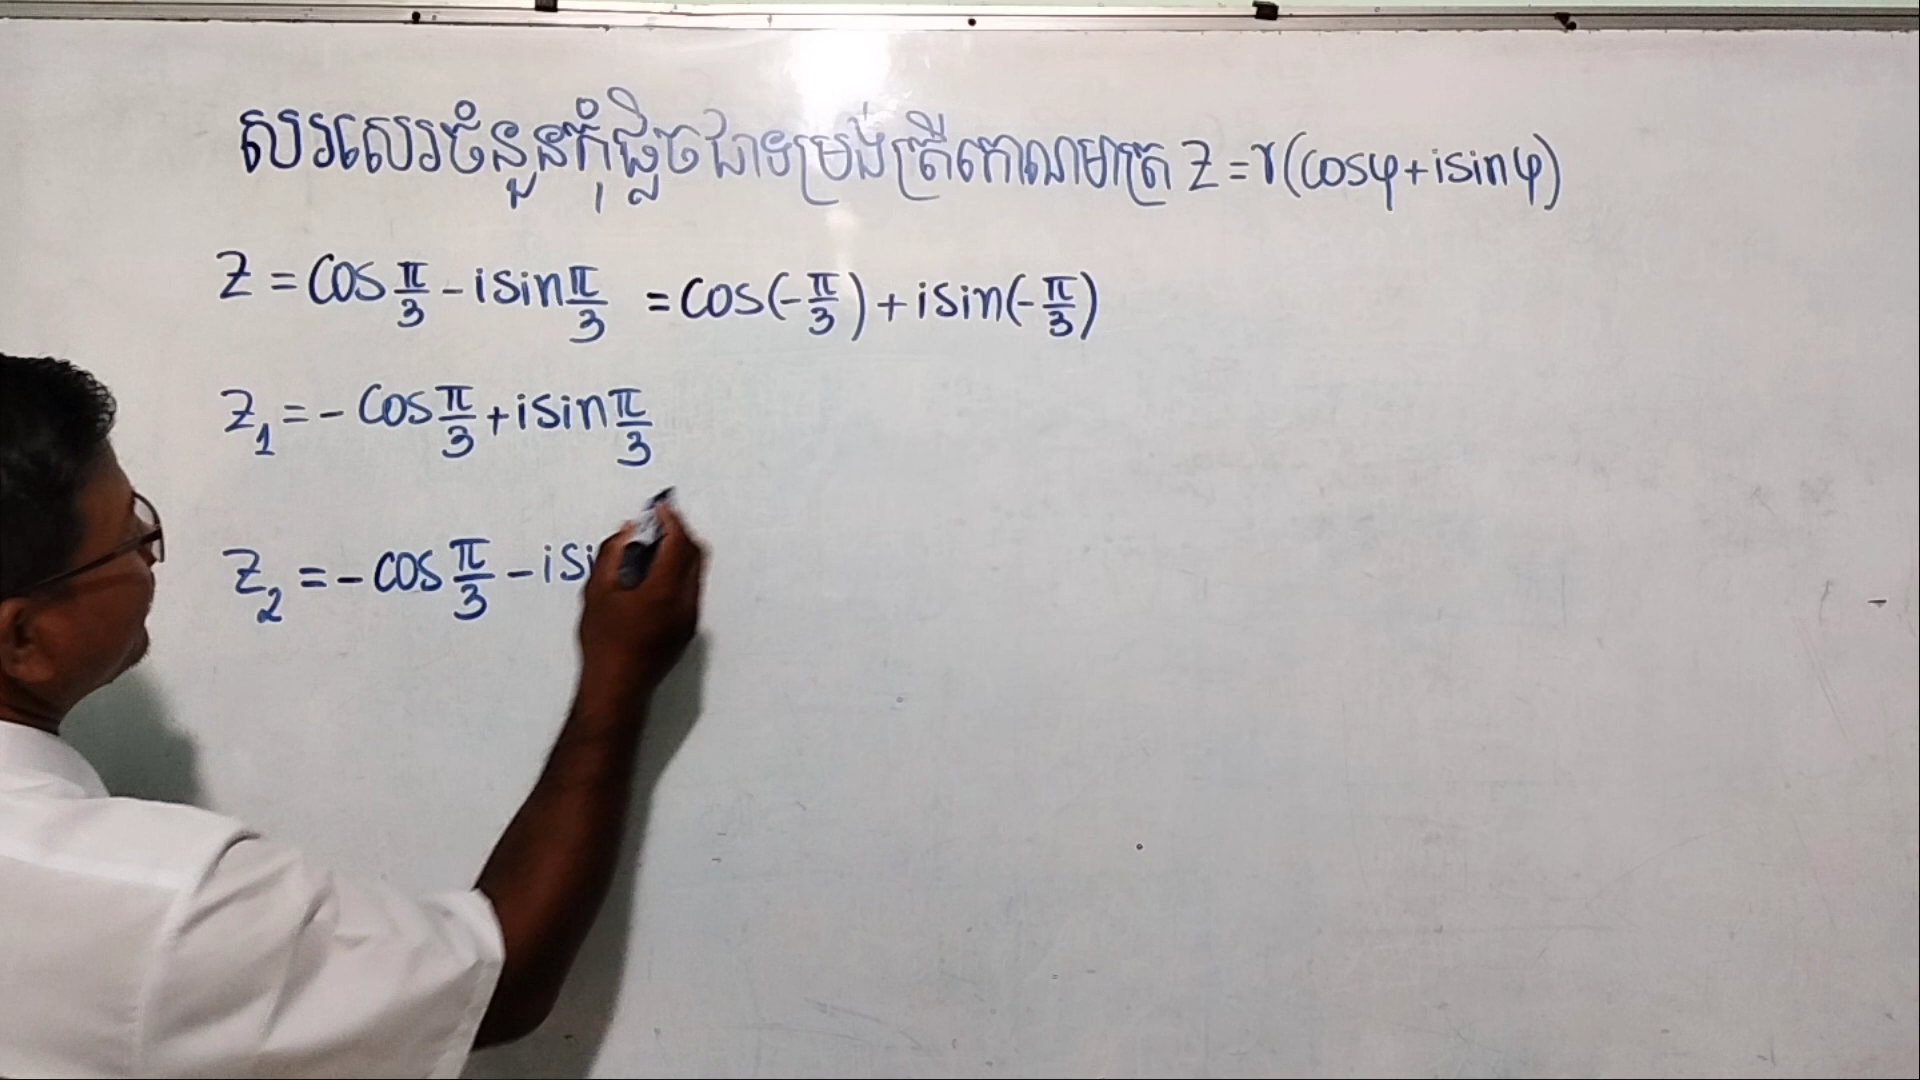 សរសេរចំនួនកុំផ្លិចជាទម្រង់ត្រីកោណមាត្រ Z = r(cosφ + isinφ)
Z = cos π/3 - isin π/3 = cos(-π/3) + isin(-π/3)
Z₁ = - cos π/3 + isin π/3
Z₂ = - cos π/3 - isi